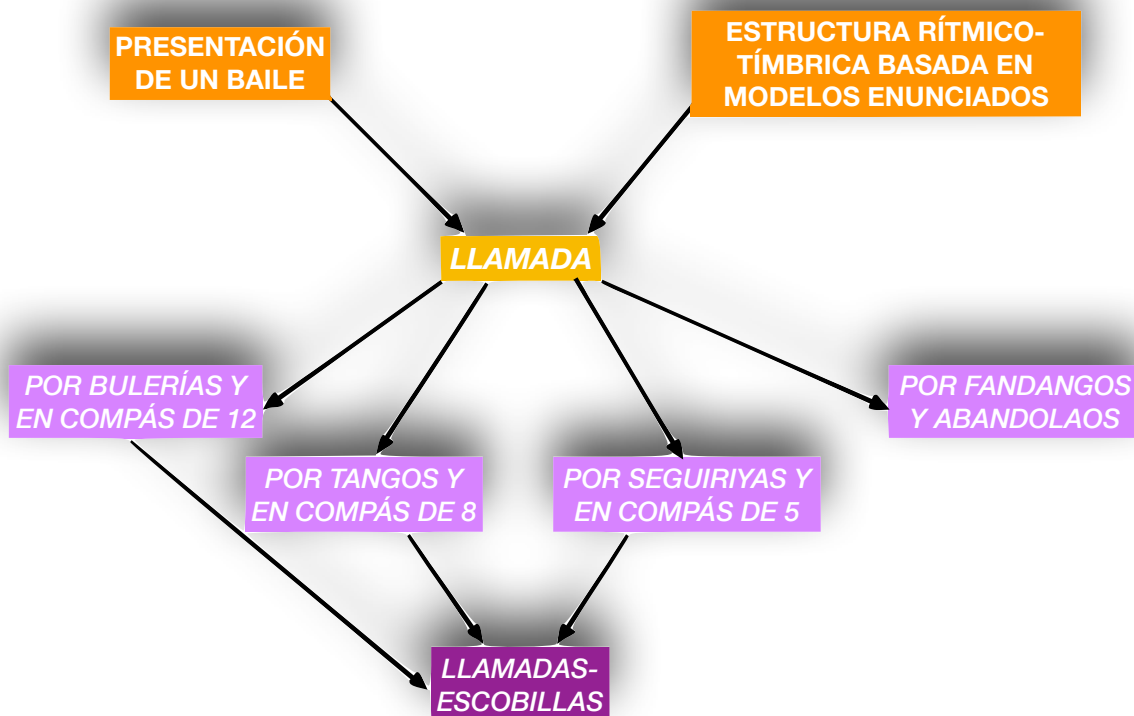 PRESENTACIÓN
DE UN BAILE
ESTRUCTURA RÍTMICO-
TÍMBRICA BASADA EN
MODELOS ENUNCIADOS
LLAMADA
POR BULERÍAS Y
EN COMPÁS DE 12
POR FANDANGOS
Y ABANDOLAOS
POR TANGOS Y
EN COMPÁS DE 8
POR SEGUIRIYAS Y
EN COMPÁS DE 5
LLAMADAS-
ESCOBILLAS